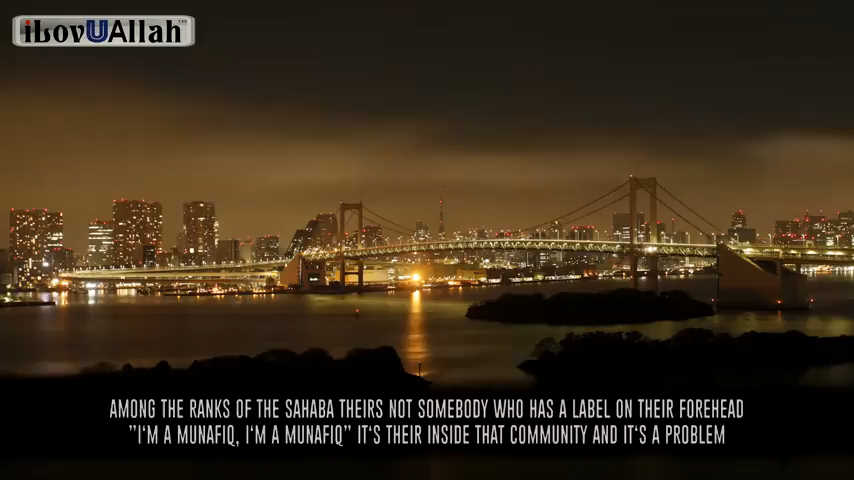 iLovUAllah™
AMONG THE RANKS OF THE SAHABA THEIRS NOT SOMEBODY WHO HAS A LABEL ON THEIR FOREHEAD
"I'M A MUNAFIQ, I'M A MUNAFIQ" IT'S THEIR INSIDE THAT COMMUNITY AND IT'S A PROBLEM